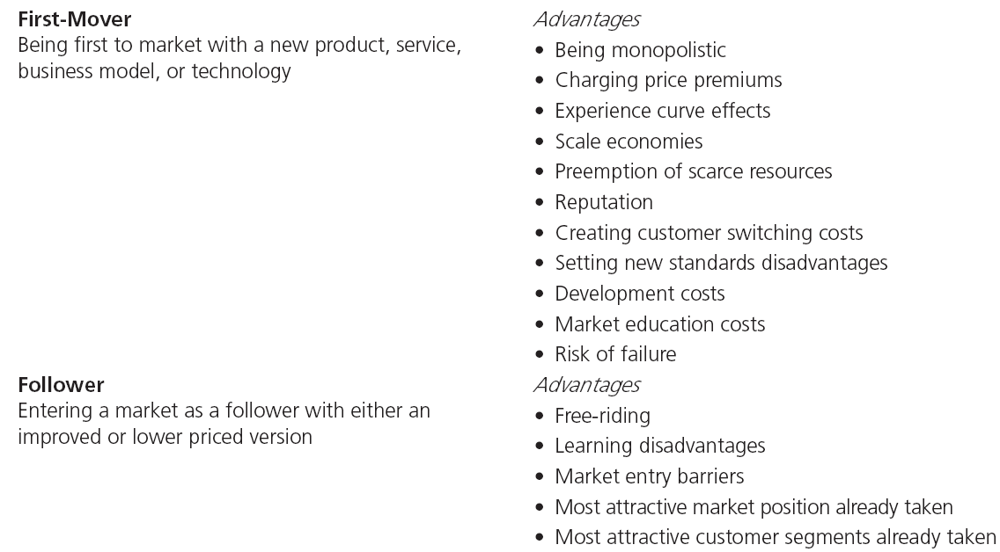 First-Mover
Being first to market with a new product, service,
business model, or technology
Advantages
• Being monopolistic
• Charging price premiums
• Experience curve effects
• Scale economies
• Preemption of scarce resources
• Reputation
• Creating customer switching costs
• Setting new standards disadvantages
• Development costs
• Market education costs
• Risk of failure
Follower
Entering a market as a follower with either an
improved or lower priced version
Advantages
• Free-riding
• Learning disadvantages
• Market entry barriers
• Most attractive market position already taken
• Most attractive customer segments already taken